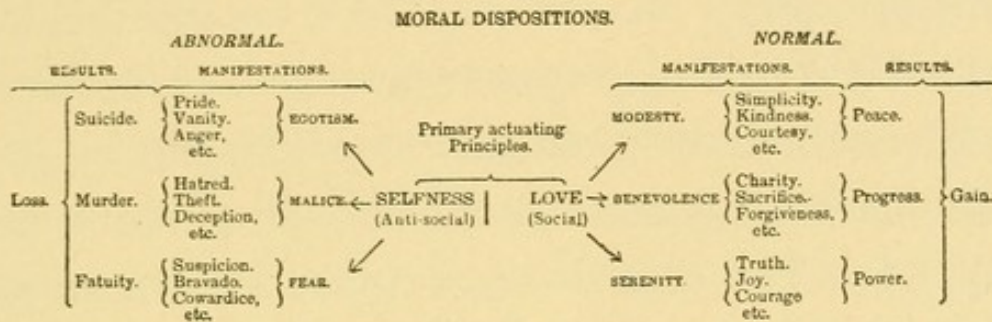 MORAL DISPOSITIONS.
ABNORMAL. NORMAL.
RESULTS. MANIFESTATIONS. MANIFESTATIONS. RESULTS.
Pride. Simplicity.
Suicide. Vanity. EGOTISM. MODESTY. Kindness. Peace.
Anger, Courtesy,
etc. etc.
Primary actuating
Principles.
Hatred. Charity.
Loss. Murder. Theft. MALICE. SELFNESS LOVE BENEVOLENCE Sacrifice. Progress. Gain.
Deception, (Anti-social) (Social) Forgiveness,
etc. etc.
Suspicion. Truth.
Fatuity. Bravado. FEAR. SERENITY. Joy. Power.
Cowardice, Courage
etc. etc.